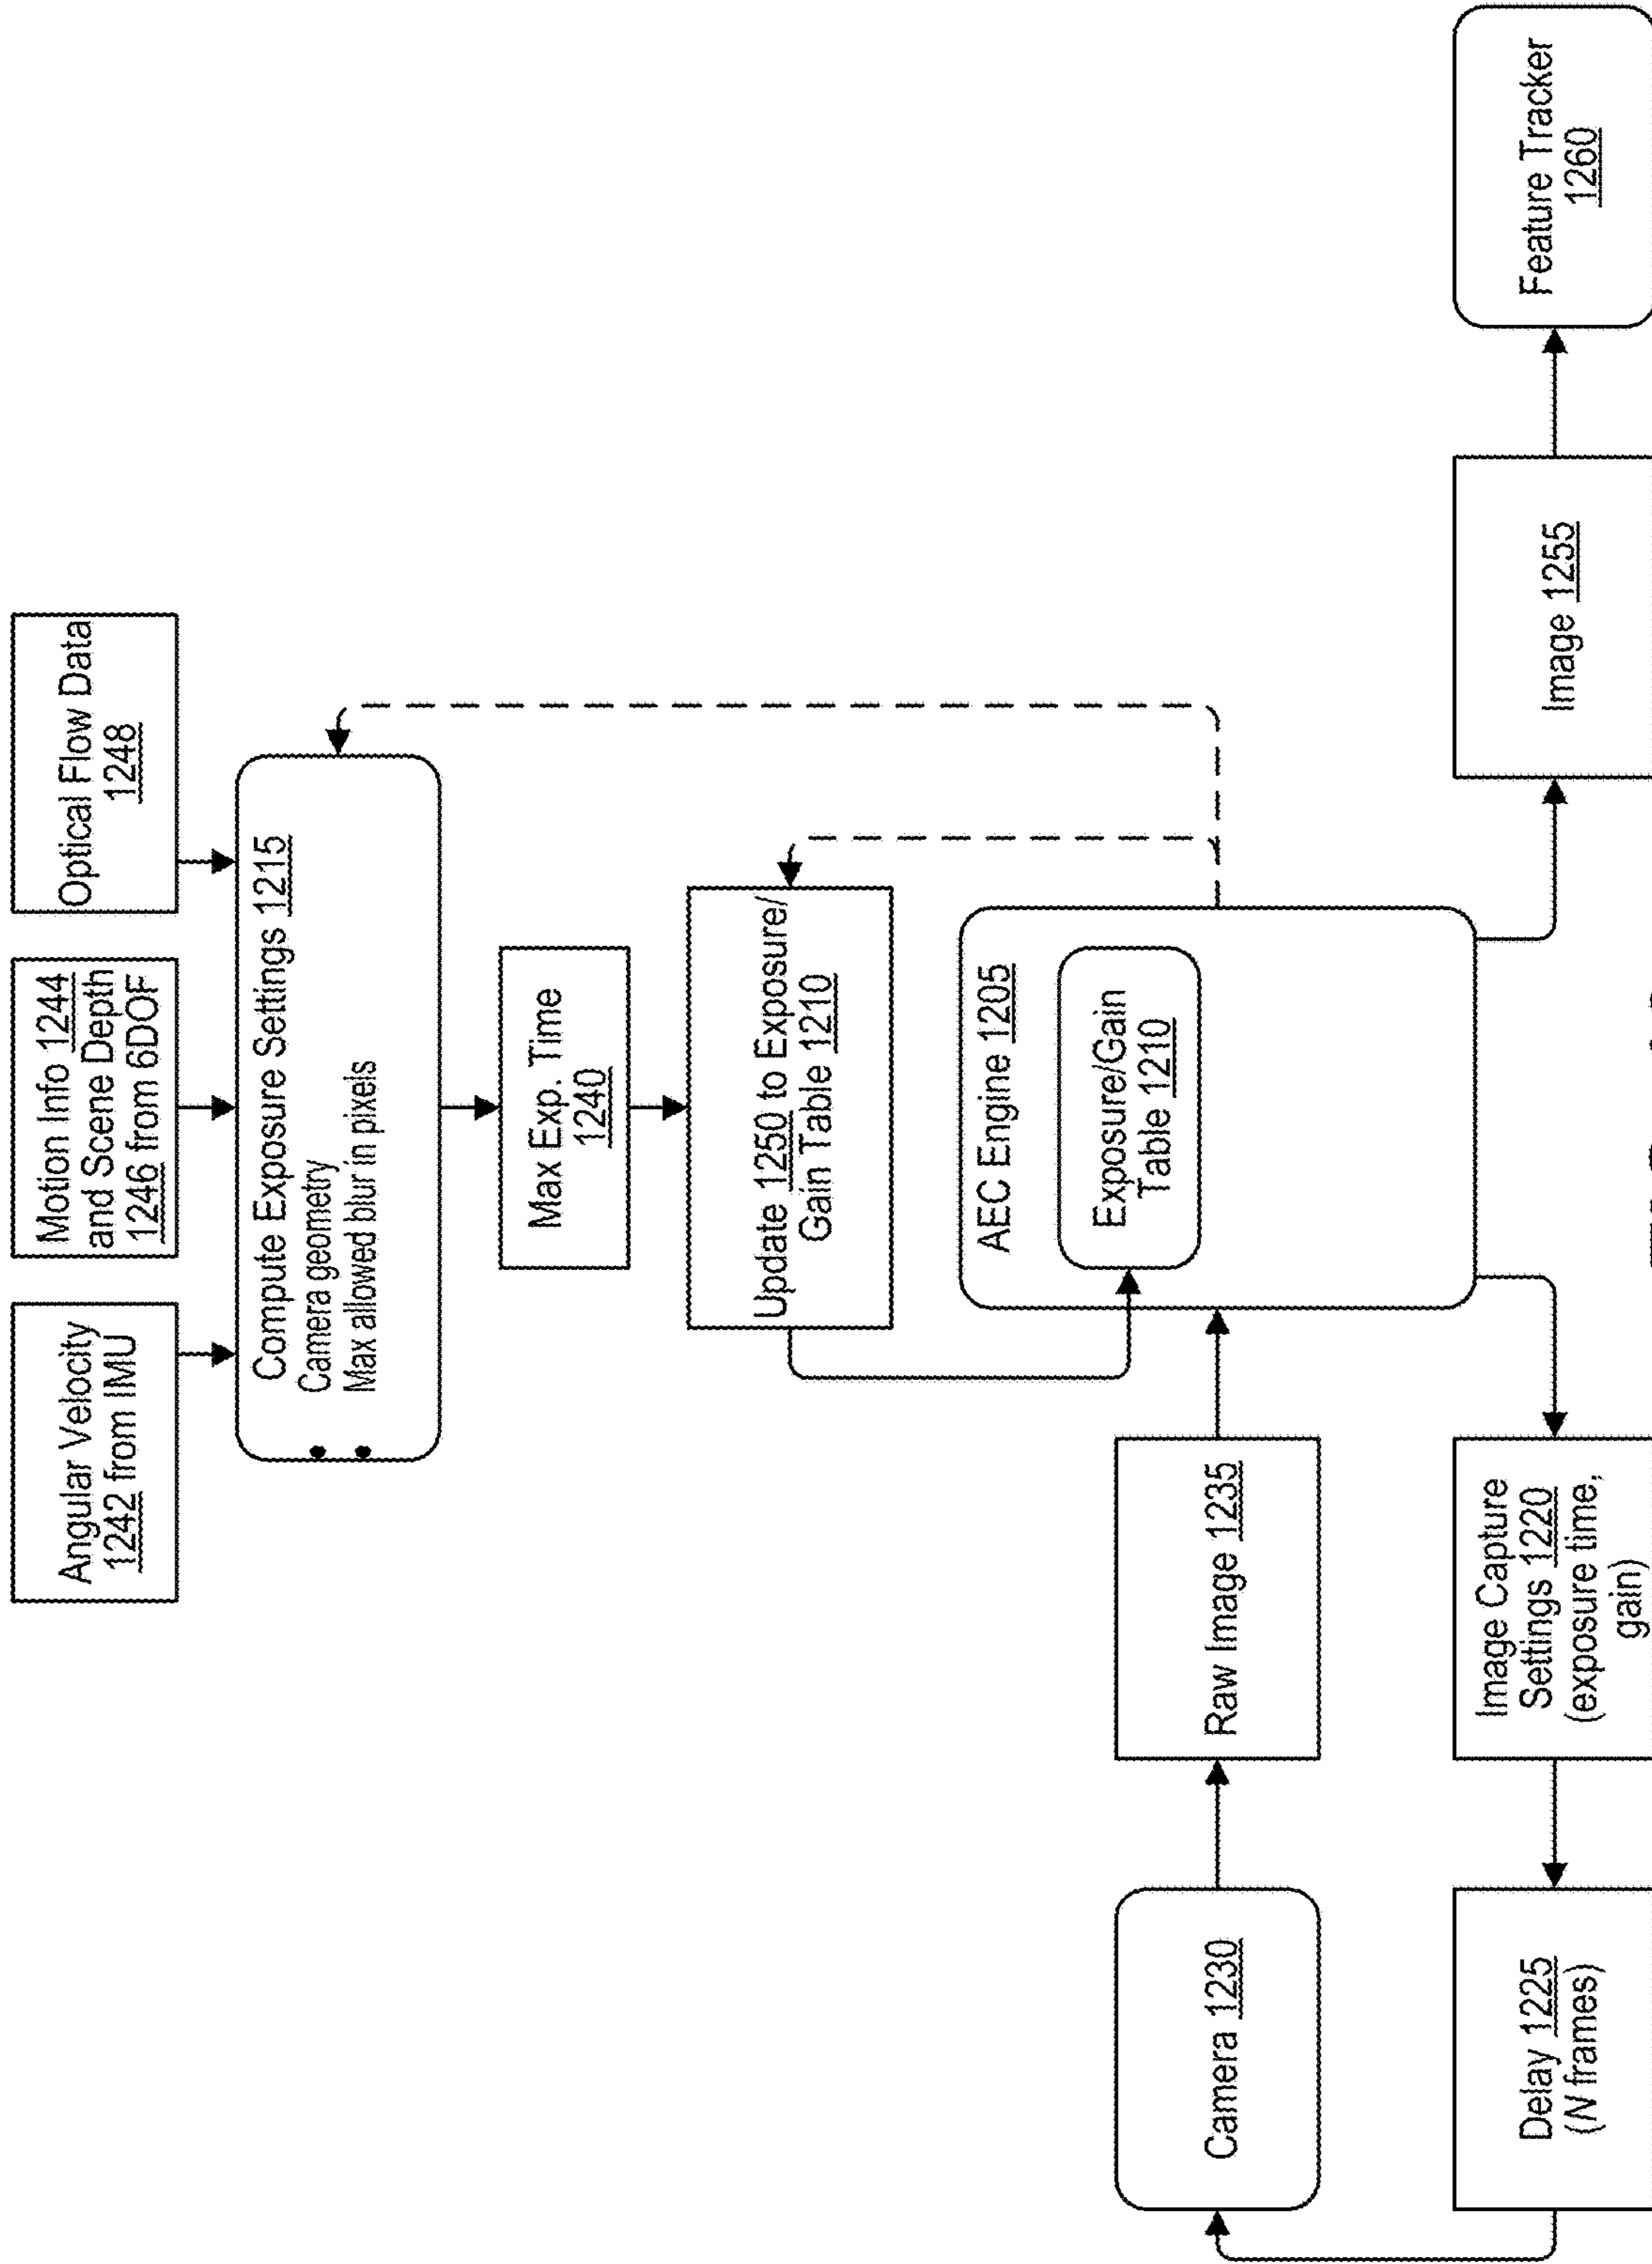 Angular Velocity
1242 from IMU
Motion Info 1244
and Scene Depth
1246 from 6DOF
Optical Flow Data
1248
Compute Exposure Settings 1215
• Camera geometry
• Max allowed blur in pixels
Max Exp. Time
1240
Update 1250 to Exposure/
Gain Table 1210
AEC Engine 1205
Exposure/Gain
Table 1210
Camera 1230
Raw Image 1235
Delay 1225
(N frames)
Image Capture
Settings 1220
(exposure time,
gain)
Image 1255
Feature Tracker
1260